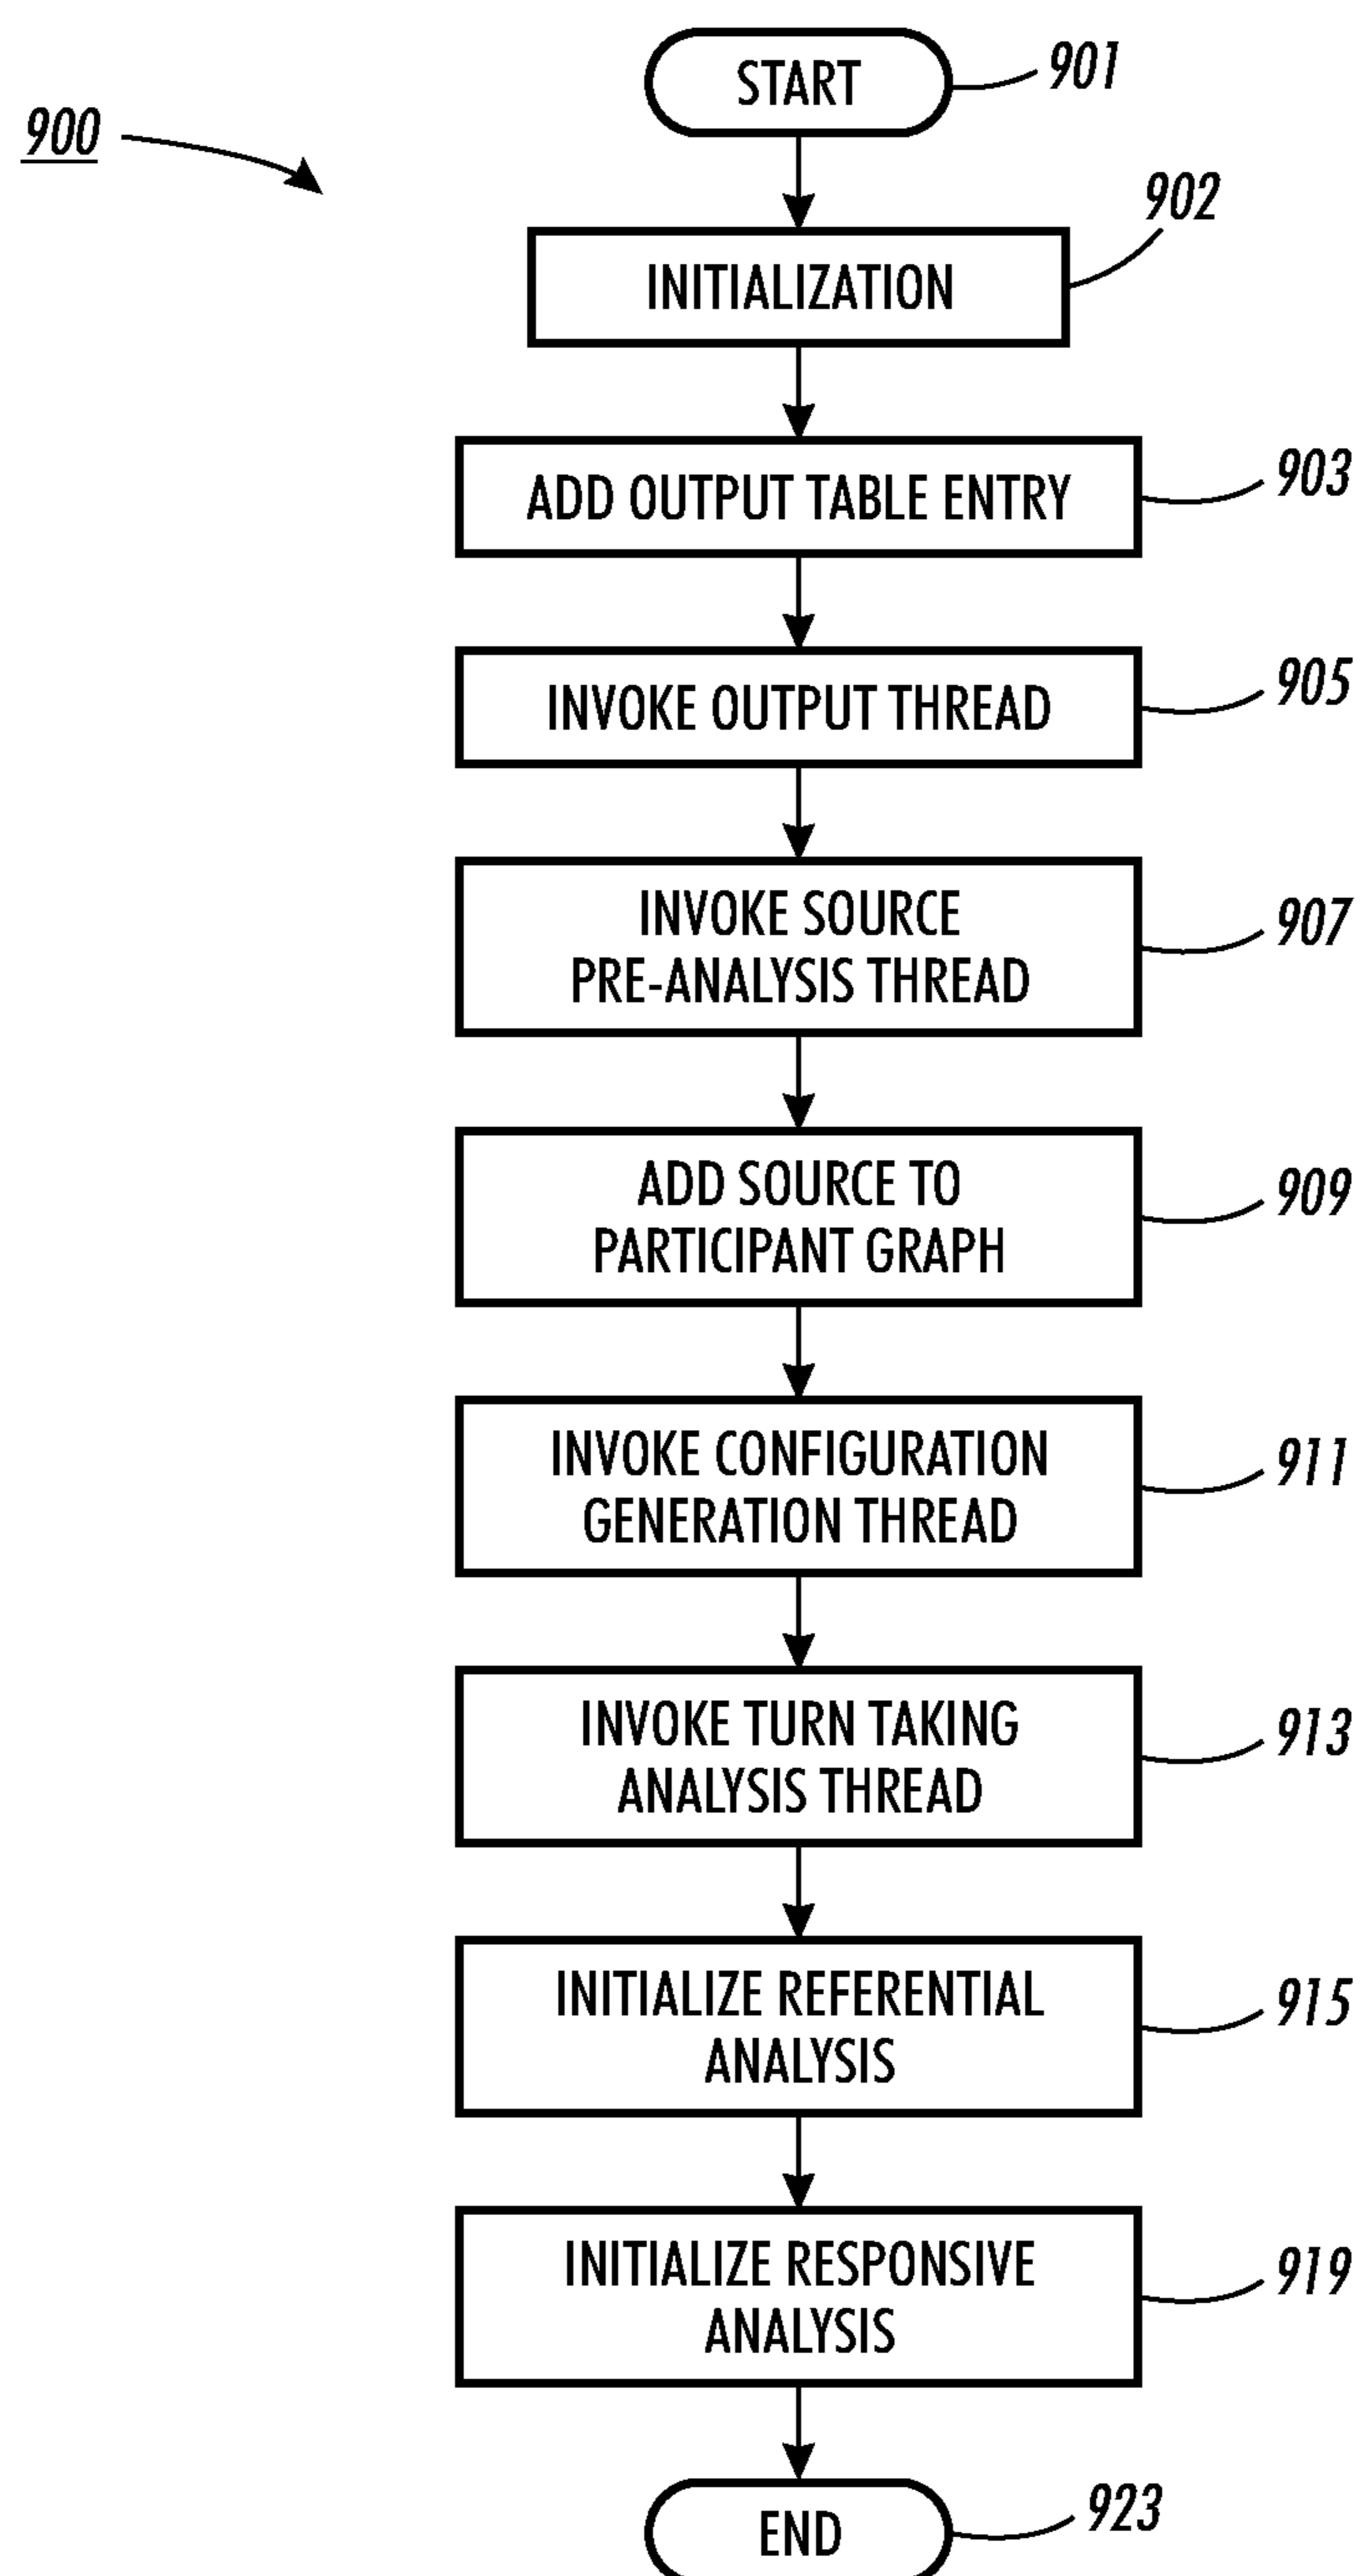 START
901
900
902
INITIALIZATION
903
ADD OUTPUT TABLE ENTRY
905
INVOKE OUTPUT THREAD
907
INVOKE SOURCE
PRE-ANALYSIS THREAD
909
ADD SOURCE TO
PARTICIPANT GRAPH
911
INVOKE CONFIGURATION
GENERATION THREAD
913
INVOKE TURN TAKING
ANALYSIS THREAD
915
INITIALIZE REFERENTIAL
ANALYSIS
919
INITIALIZE RESPONSIVE
ANALYSIS
923
END